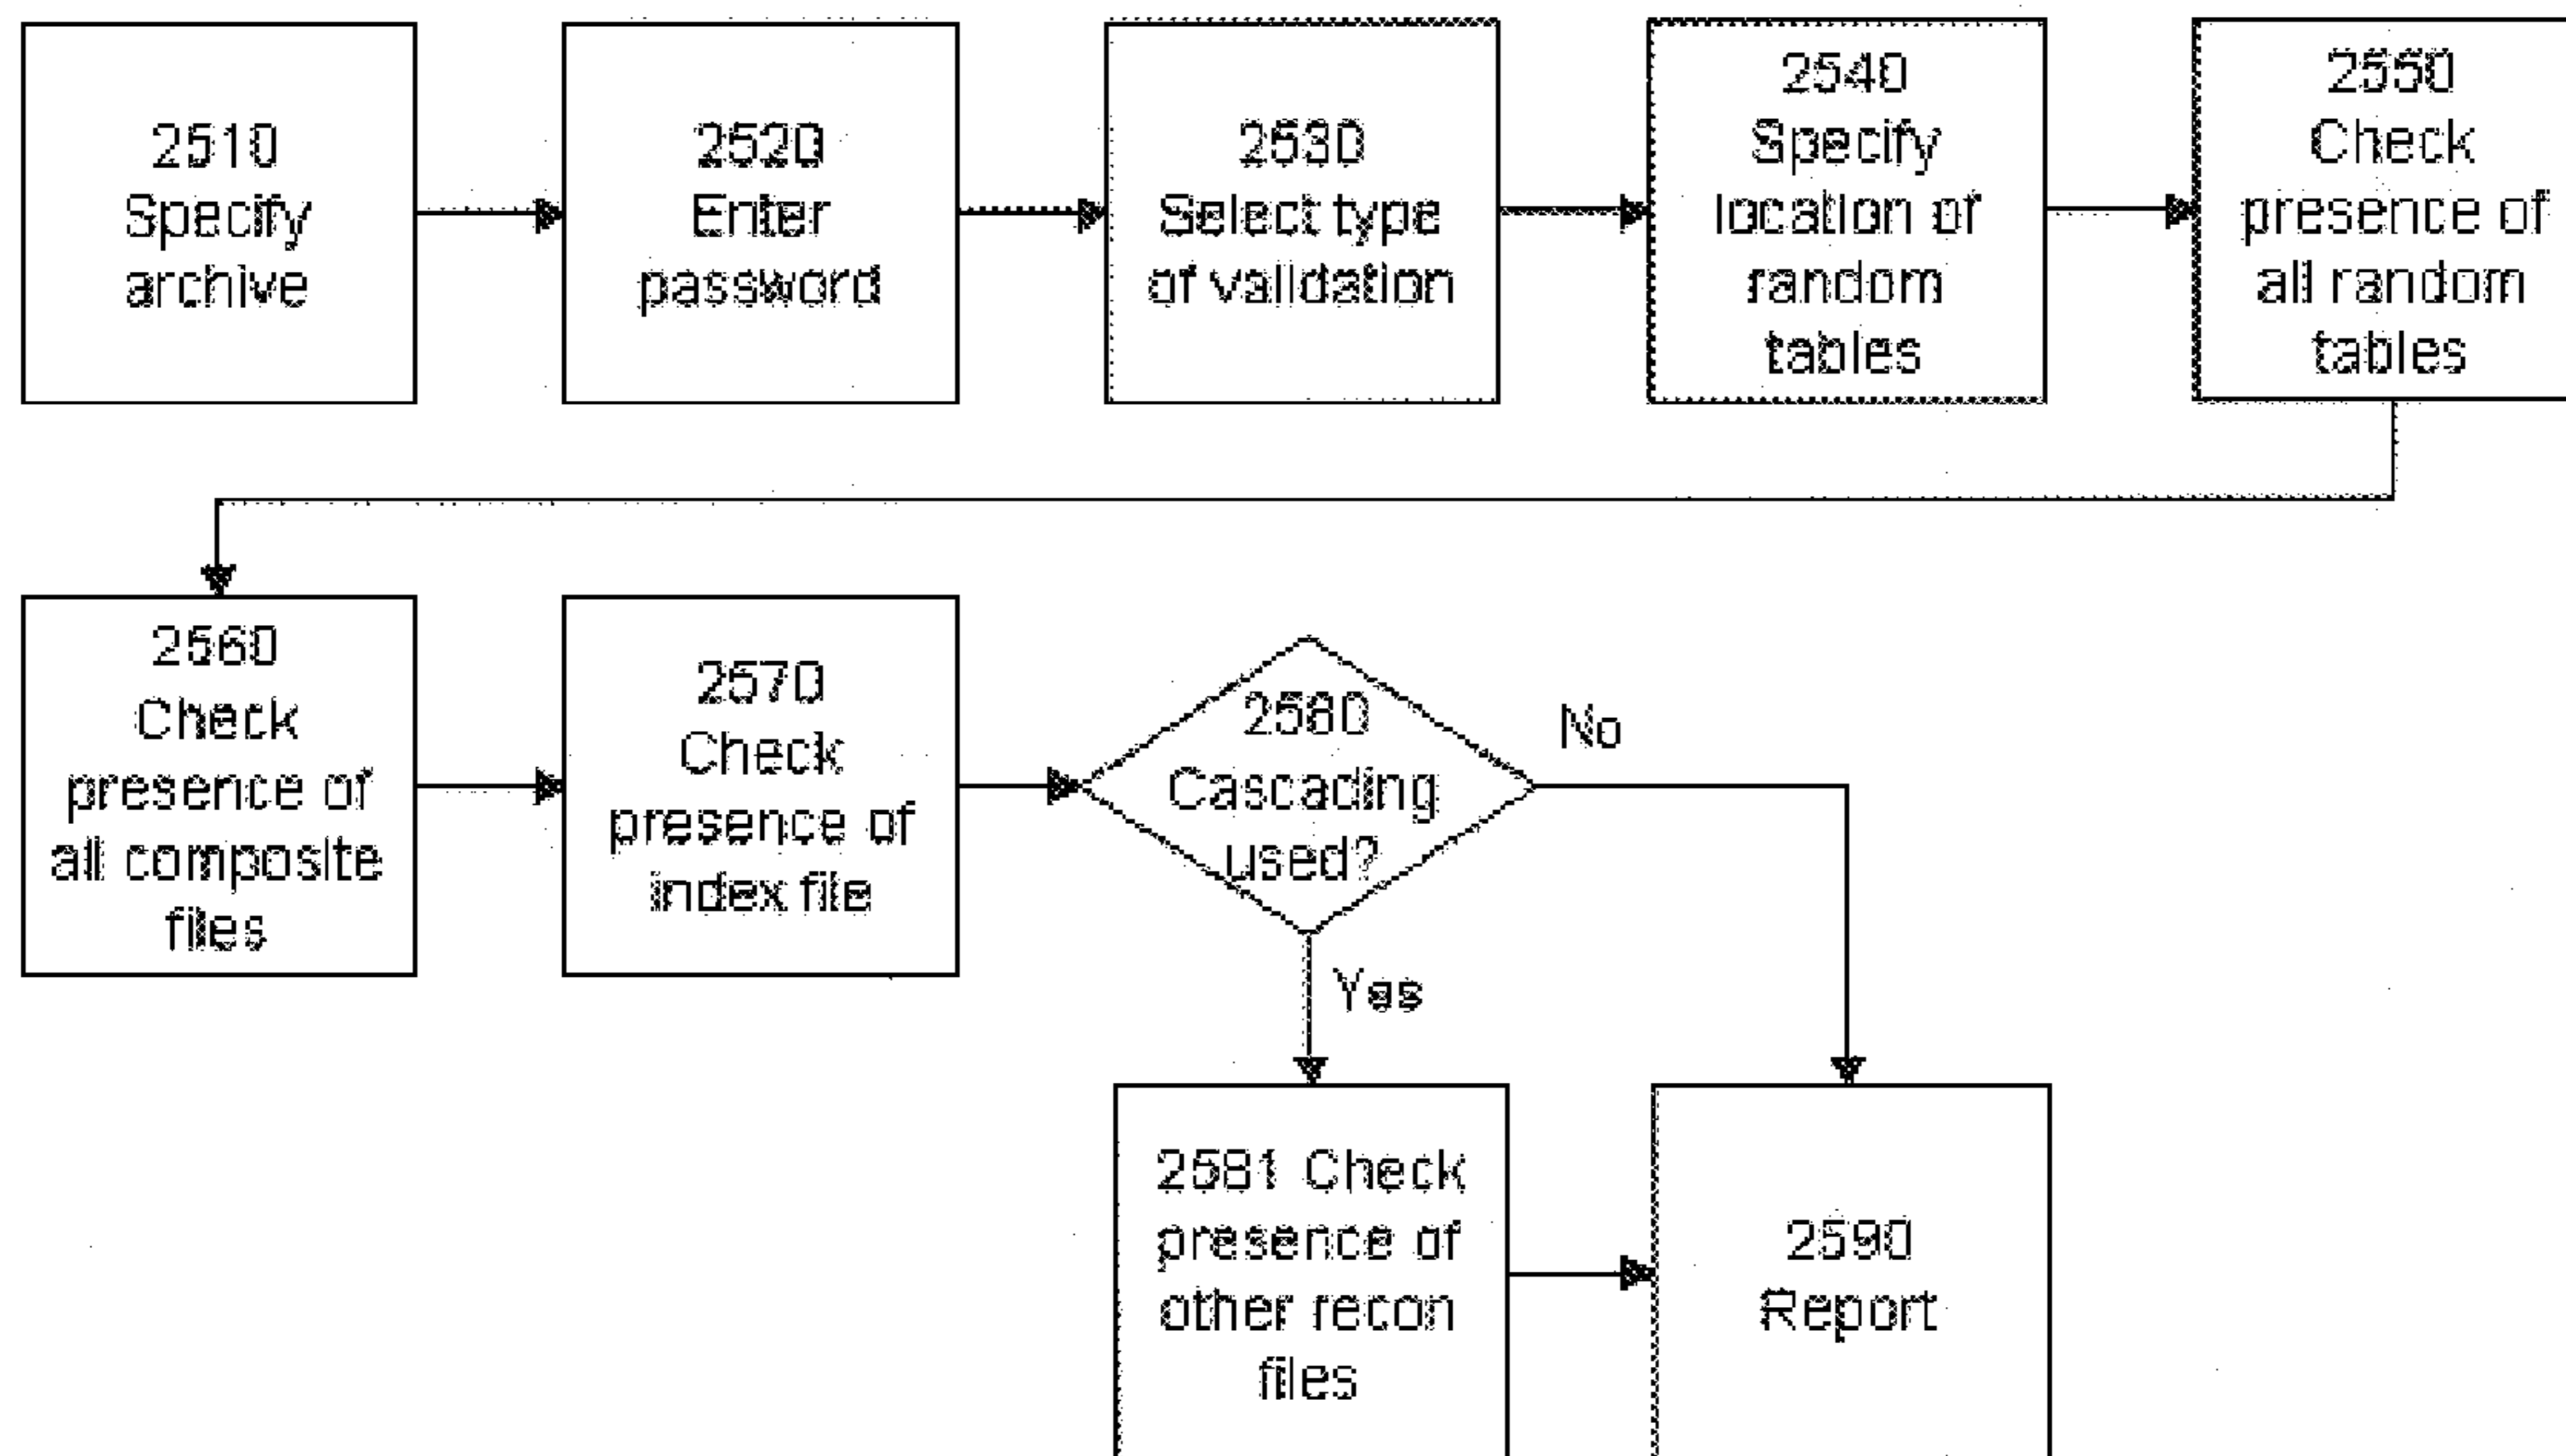 2510
Specify
archive
2520
Enter
password
2530
Select type
of validation
2540
Specify
location of
random
tables
2550
Check
presence of
all random
tables
2560
Check
presence of
all composite
files
2570
Check
presence of
index file
2580
Cascading
used?
No
Yes
2581 Check
presence of
other recon
files
2590
Report